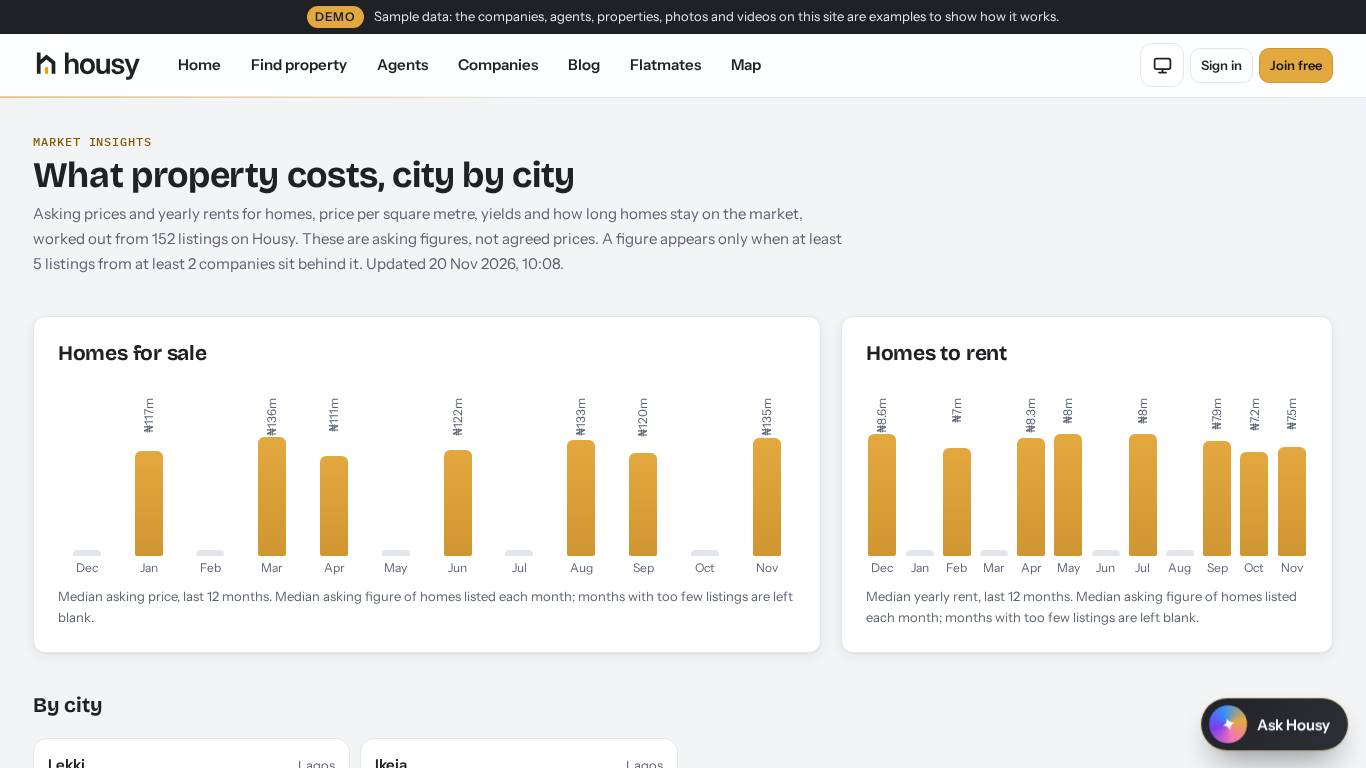 DEMO Sample data: the companies, agents, properties, photos and videos on this site are examples to show how it works.
housy Home Find property Agents Companies Blog Flatmates Map Sign in Join free
MARKET INSIGHTS
What property costs, city by city
Asking prices and yearly rents for homes, price per square metre, yields and how long homes stay on the market,
worked out from 152 listings on Housy. These are asking figures, not agreed prices. A figure appears only when at least
5 listings from at least 2 companies sit behind it. Updated 20 Nov 2026, 10:08.
Homes for sale
₦117m ₦136m ₦111m ₦122m ₦133m ₦120m ₦135m
Dec Jan Feb Mar Apr May Jun Jul Aug Sep Oct Nov
Median asking price, last 12 months. Median asking figure of homes listed each month; months with too few listings are left
blank.
Homes to rent
₦8.6m ₦7m ₦8.3m ₦8m ₦8m ₦7.9m ₦7.2m ₦7.5m
Dec Jan Feb Mar Apr May Jun Jul Aug Sep Oct Nov
Median yearly rent, last 12 months. Median asking figure of homes listed
each month; months with too few listings are left blank.
By city
Lekki Lagos
Ikeja Lagos
Ask Housy